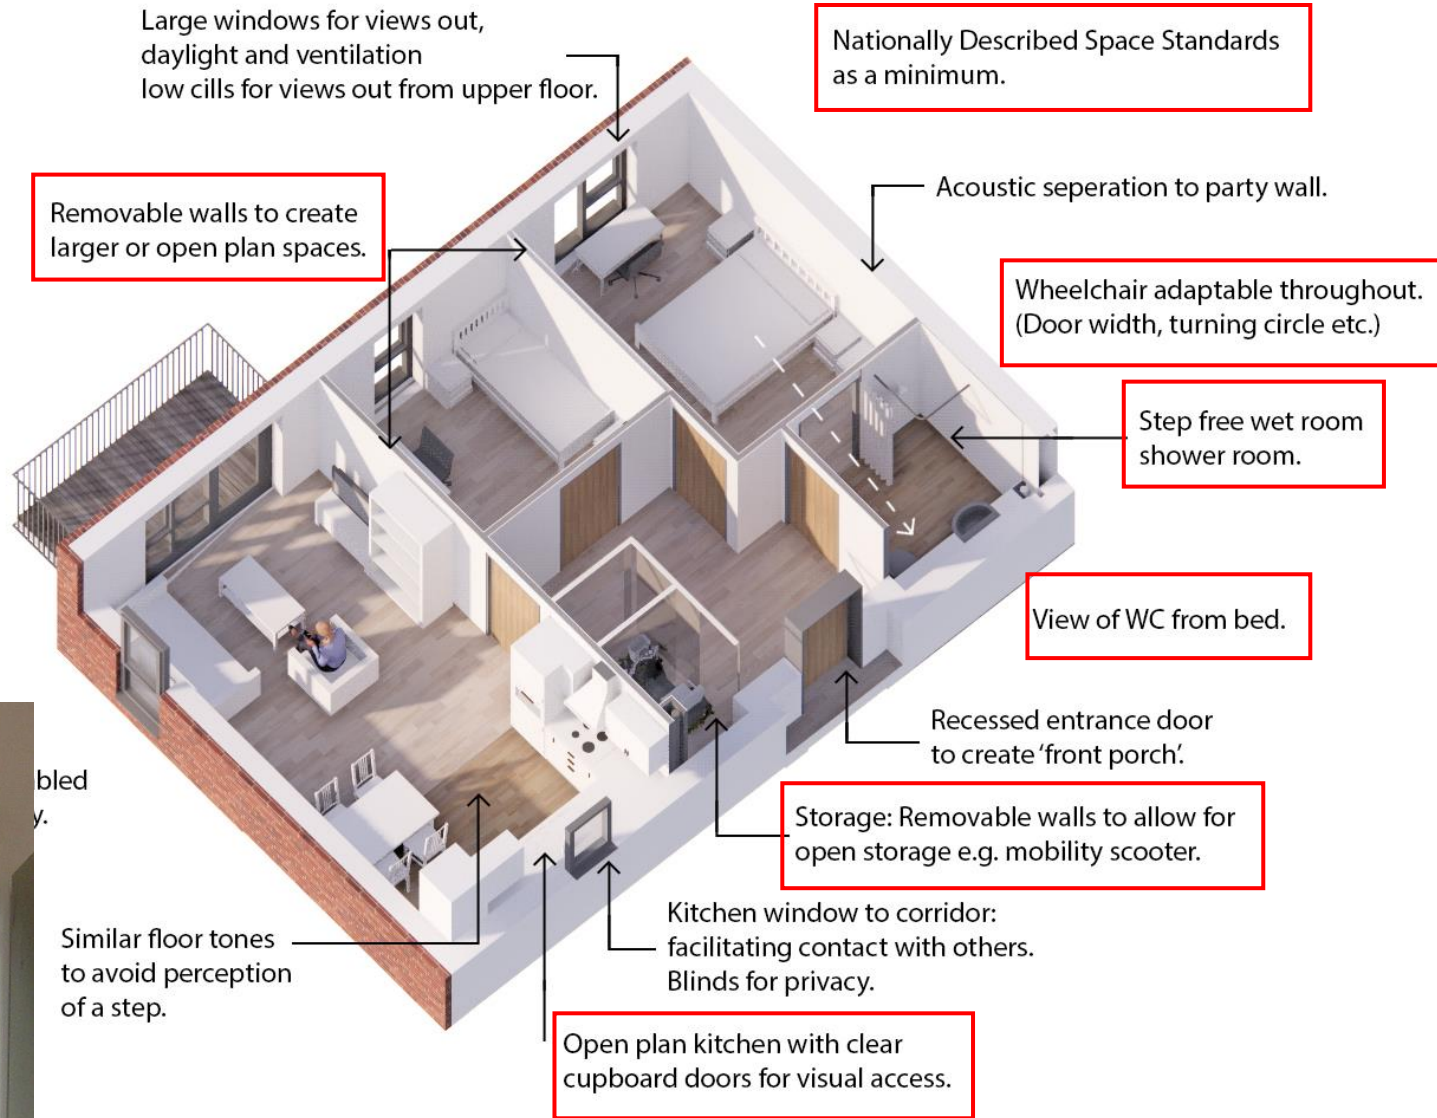 Large windows for views out,
daylight and ventilation
low cills for views out from upper floor.
Nationally Described Space Standards
as a minimum.
Removable walls to create
larger or open plan spaces.
Acoustic seperation to party wall.
Wheelchair adaptable throughout.
(Door width, turning circle etc.)
Step free wet room
shower room.
View of WC from bed.
Recessed entrance door
to create ‘front porch’.
Storage: Removable walls to allow for
open storage e.g. mobility scooter.
Kitchen window to corridor:
facilitating contact with others.
Blinds for privacy.
Similar floor tones
to avoid perception
of a step.
Open plan kitchen with clear
cupboard doors for visual access.